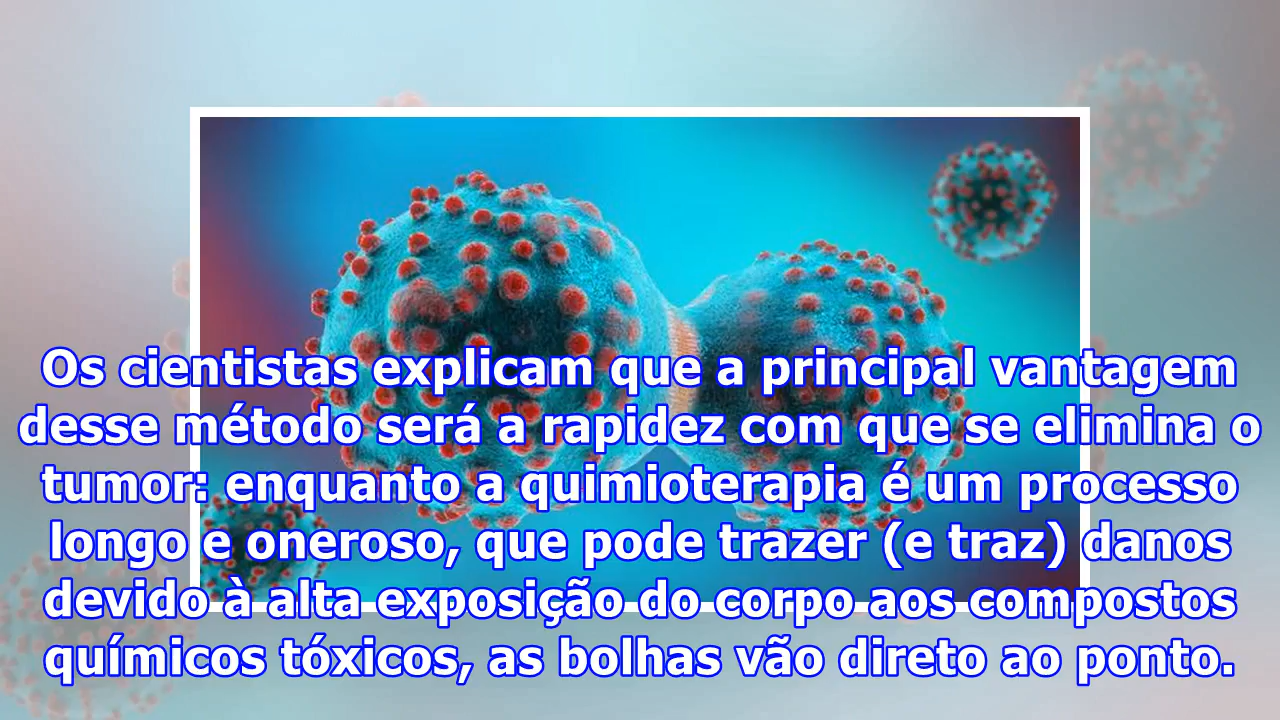 Os cientistas explicam que a principal vantagem
desse método será a rapidez com que se elimina o
tumor: enquanto a quimioterapia é um processo
longo e oneroso, que pode trazer (e traz) danos
devido à alta exposição do corpo aos compostos
químicos tóxicos, as bolhas vão direto ao ponto.